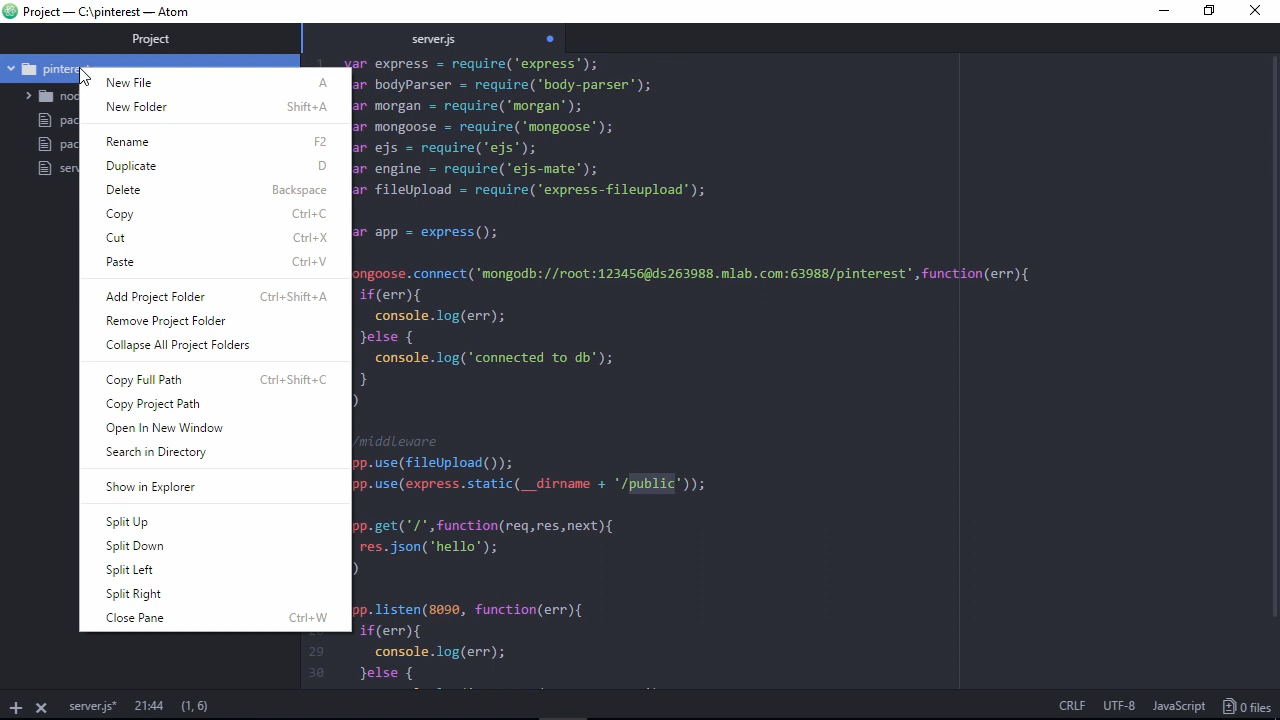 Project — C:\pinterest — Atom
Project
server.js
New File A
New Folder Shift+A
Rename F2
Duplicate D
Delete Backspace
Copy Ctrl+C
Cut Ctrl+X
Paste Ctrl+V
Add Project Folder Ctrl+Shift+A
Remove Project Folder
Collapse All Project Folders
Copy Full Path Ctrl+Shift+C
Copy Project Path
Open In New Window
Search in Directory
Show in Explorer
Split Up
Split Down
Split Left
Split Right
Close Pane Ctrl+W
1 var express = require('express');
ar bodyParser = require('body-parser');
ar morgan = require('morgan');
ar mongoose = require('mongoose');
ar ejs = require('ejs');
ar engine = require('ejs-mate');
ar fileUpload = require('express-fileupload');
ar app = express();
ongoose.connect('mongodb://root:123456@ds263988.mlab.com:63988/pinterest',function(err){
if(err){
console.log(err);
}else {
console.log('connected to db');
}
)
/middleware
pp.use(fileUpload());
pp.use(express.static(__dirname + '/public'));
pp.get('/',function(req,res,next){
res.json('hello');
)
pp.listen(8090, function(err){
if(err){
29 console.log(err);
30 }else {
server.js* 21:44 (1, 6) CRLF UTF-8 JavaScript 0 files